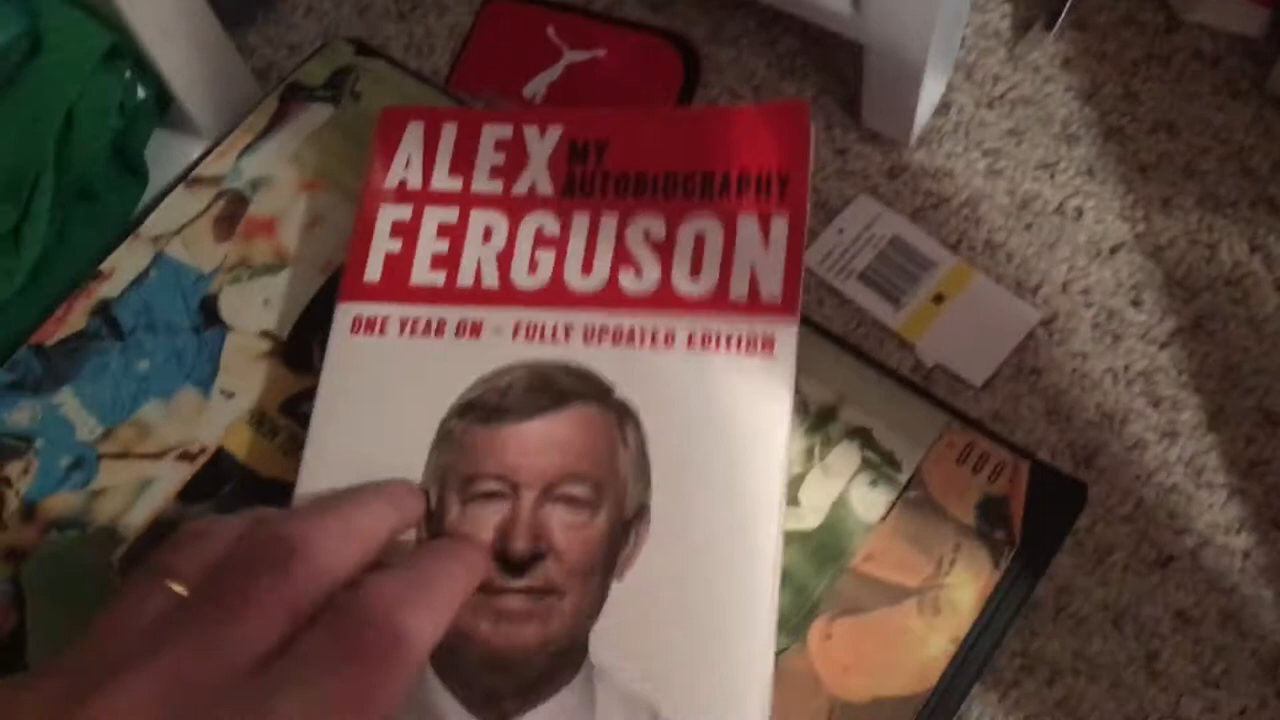 ALEX MY
AUTOBIOGRAPHY
FERGUSON
ONE YEAR ON – FULLY UPDATED EDITION